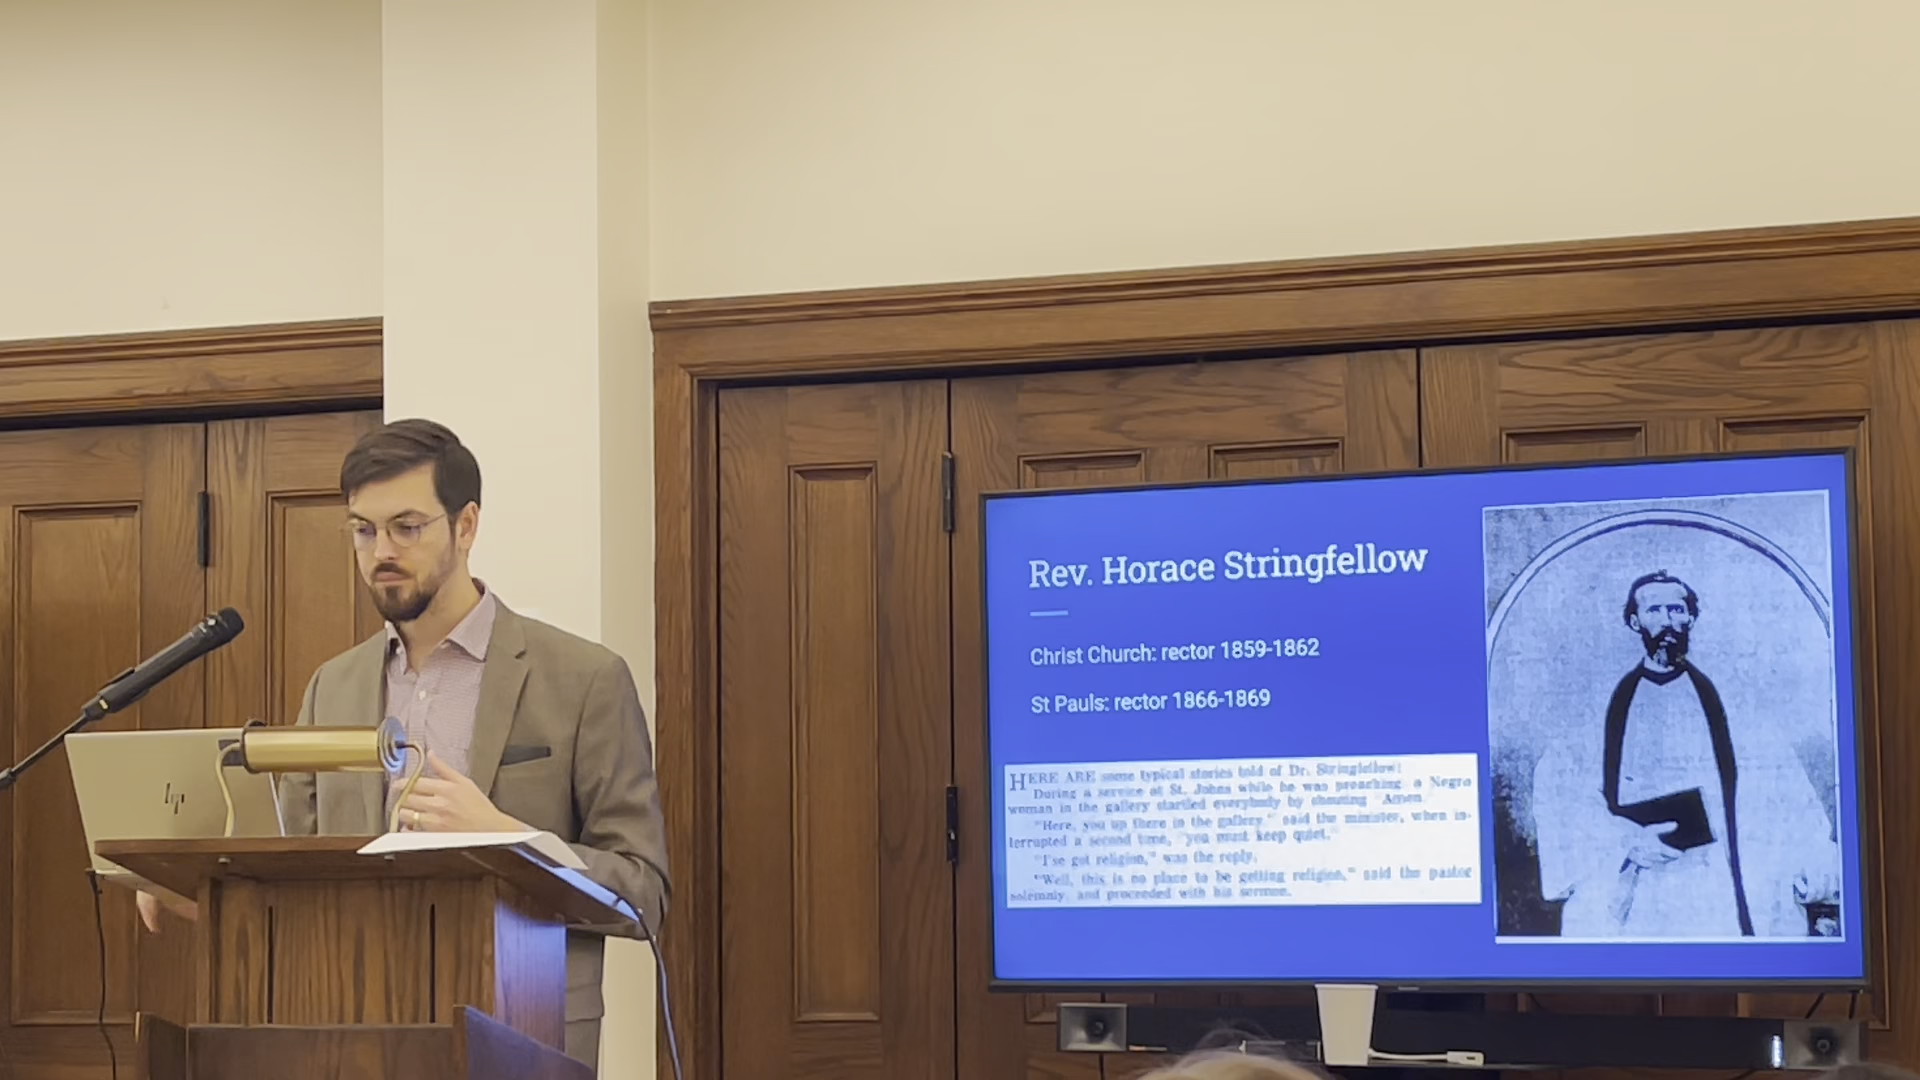 hp
Rev. Horace Stringfellow
Christ Church: rector 1859-1862
St Pauls: rector 1866-1869
HERE ARE some typical stories told of Dr. Stringfellow:
During a service at St. Johns while he was preaching a Negro
woman in the gallery startled everybody by shouting "Amen."
"Here, you up there in the gallery," said the minister, when in-
terrupted a second time, "you must keep quiet."
"I've got religion," was the reply.
"Well, this is no place to be getting religion," said the pastor
solemnly, and proceeded with his sermon.